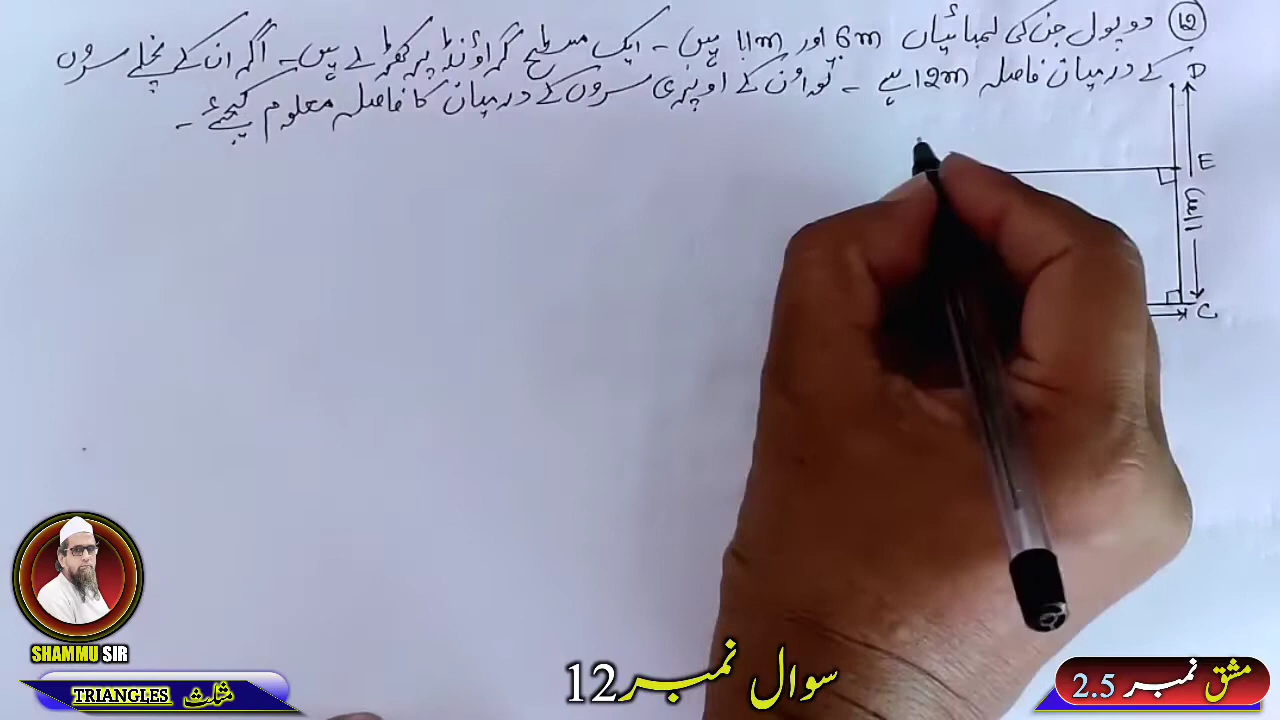 ⑫ دو پول جن کی لمبائیاں 6m اور 11m ہیں ۔ ایک مسطح گراؤنڈ پر کھڑے ہیں ۔ اگر ان کے نچلے سروں
کے درمیان فاصلہ 12m ہے ۔ تو اون کے اوپری سروں کے درمیان کا فاصلہ معلوم کیجئے ۔
D
E
11m
C
SHAMMU SIR
TRIANGLES مثلث
سوال نمبر 12
مشق نمبر 2.5